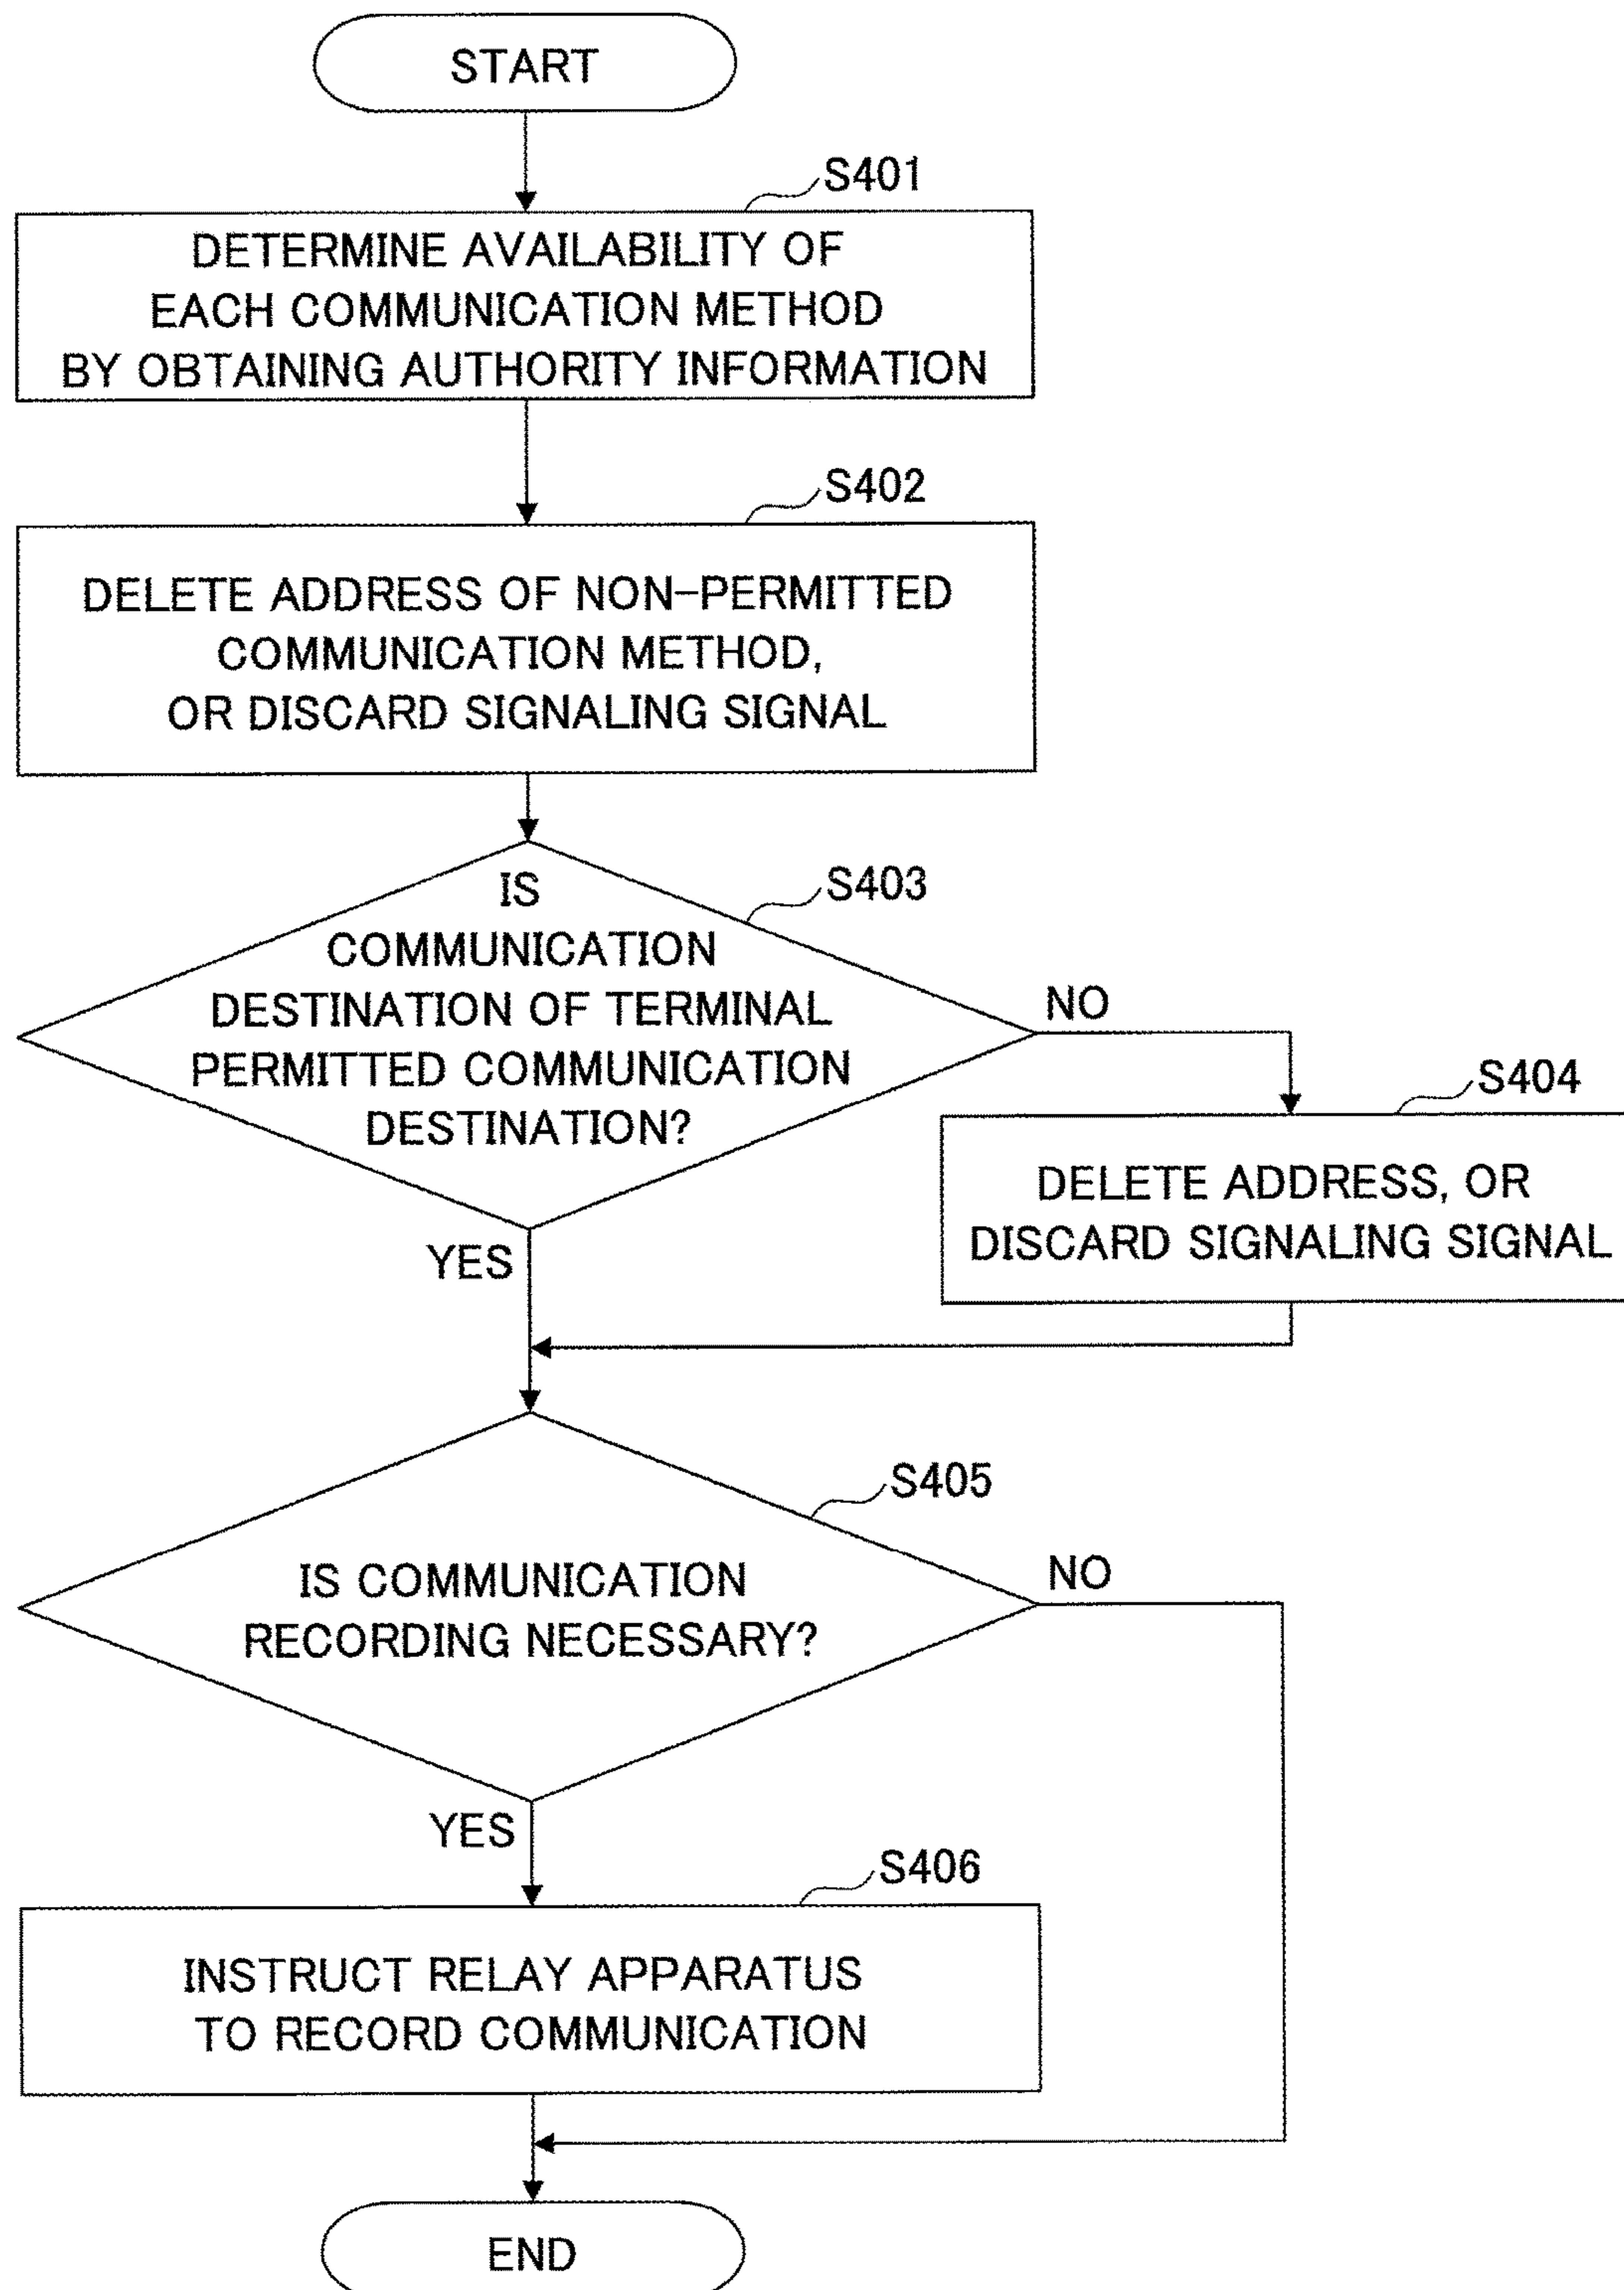 START
S401
DETERMINE AVAILABILITY OF
EACH COMMUNICATION METHOD
BY OBTAINING AUTHORITY INFORMATION
S402
DELETE ADDRESS OF NON-PERMITTED
COMMUNICATION METHOD,
OR DISCARD SIGNALING SIGNAL
S403
IS
COMMUNICATION
DESTINATION OF TERMINAL
PERMITTED COMMUNICATION
DESTINATION?
NO
S404
DELETE ADDRESS, OR
DISCARD SIGNALING SIGNAL
YES
S405
IS COMMUNICATION
RECORDING NECESSARY?
NO
YES
S406
INSTRUCT RELAY APPARATUS
TO RECORD COMMUNICATION
END